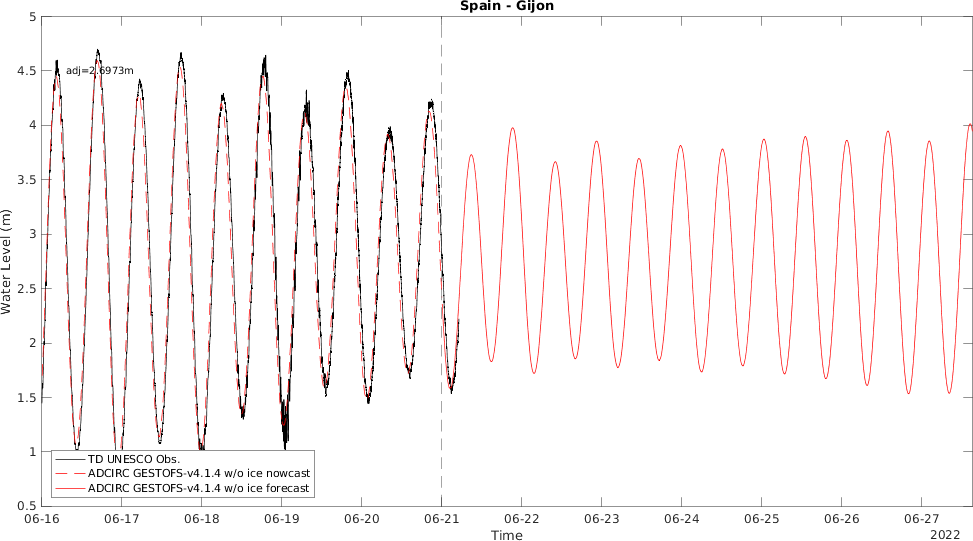 Spain - Gijon
5
4.5
4
3.5
3
2.5
2
1.5
1
0.5
Water Level (m)
adj=2.6973m
TD UNESCO Obs.
ADCIRC GESTOFS-v4.1.4 w/o ice nowcast
ADCIRC GESTOFS-v4.1.4 w/o ice forecast
06-16 06-17 06-18 06-19 06-20 06-21 06-22 06-23 06-24 06-25 06-26 06-27
Time
2022